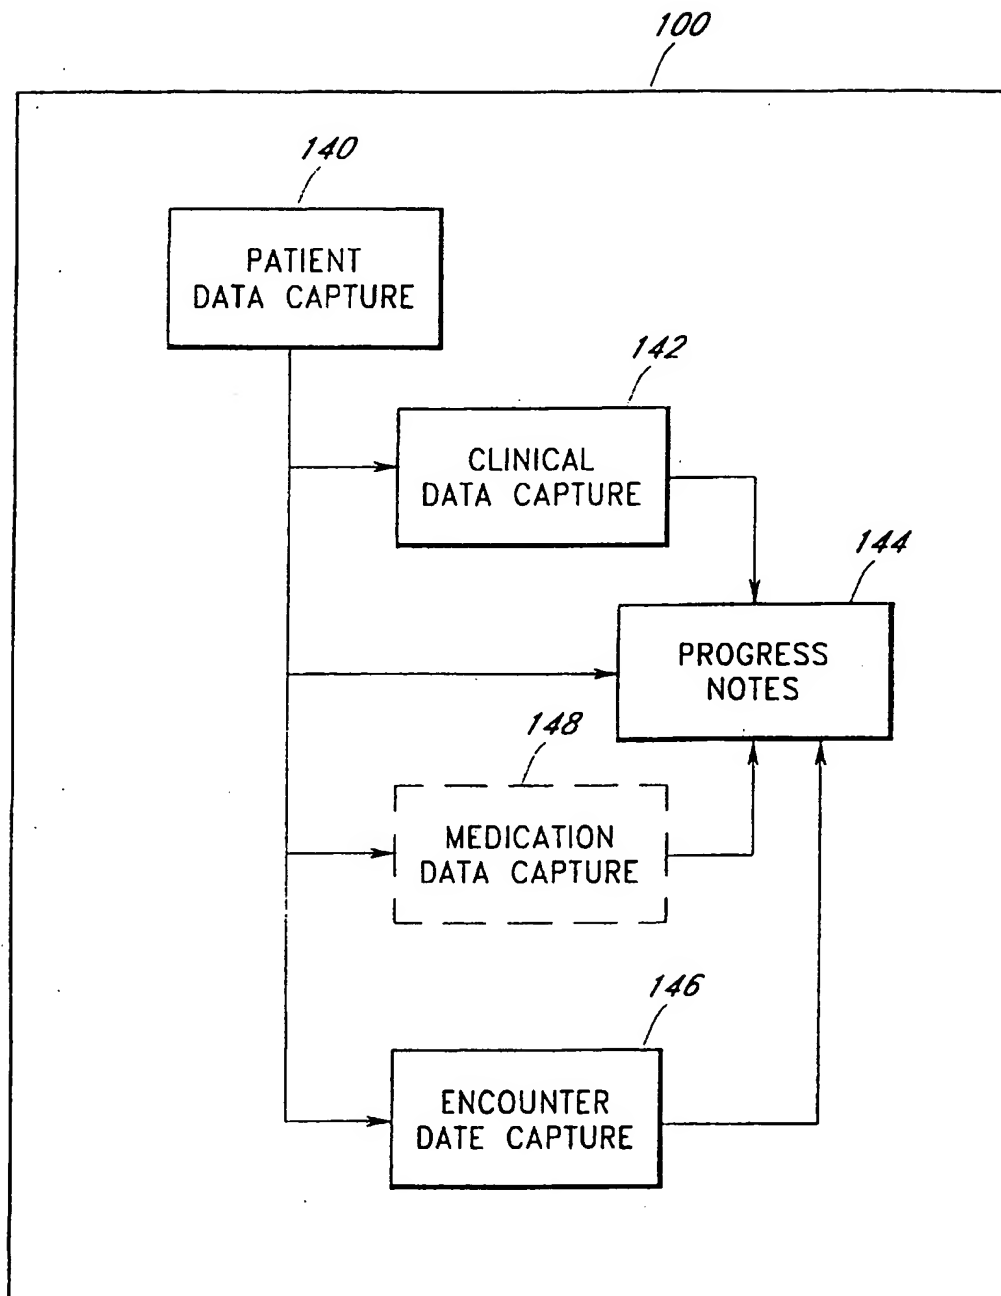 100
140
PATIENT
DATA CAPTURE
142
CLINICAL
DATA CAPTURE
144
PROGRESS
NOTES
148
MEDICATION
DATA CAPTURE
146
ENCOUNTER
DATE CAPTURE